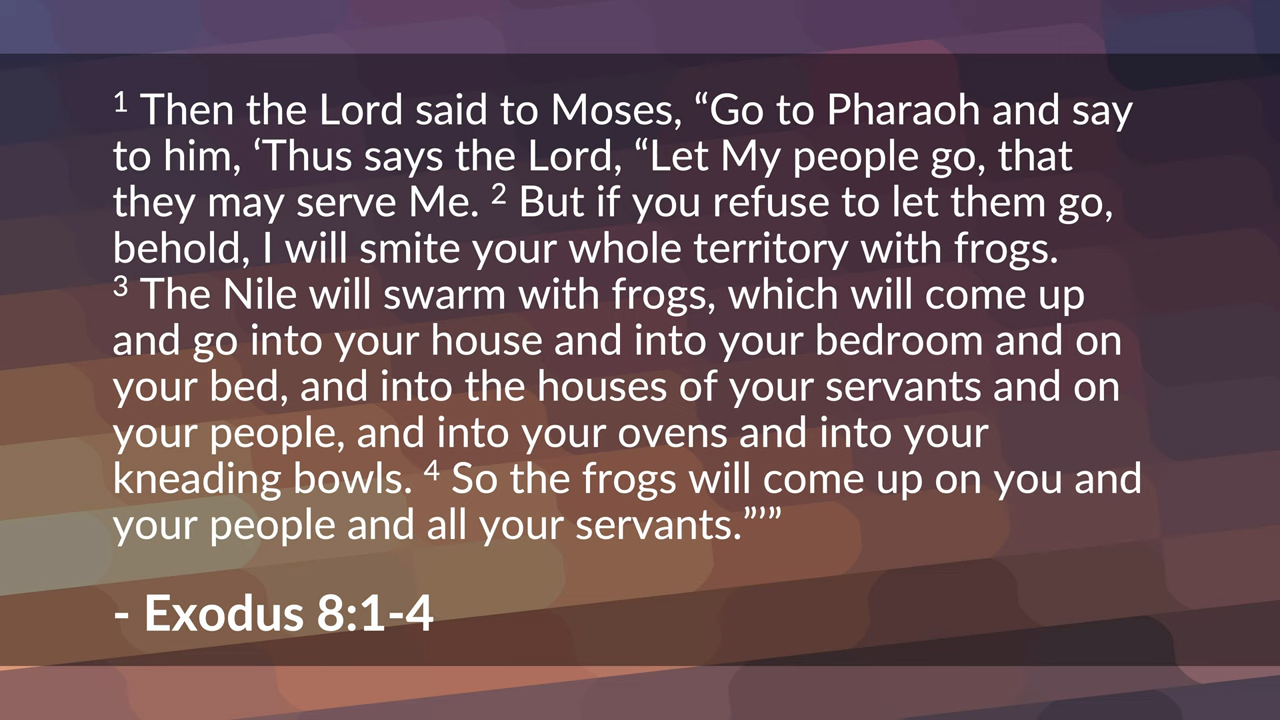 ¹ Then the Lord said to Moses, “Go to Pharaoh and say
to him, ‘Thus says the Lord, “Let My people go, that
they may serve Me. ² But if you refuse to let them go,
behold, I will smite your whole territory with frogs.
³ The Nile will swarm with frogs, which will come up
and go into your house and into your bedroom and on
your bed, and into the houses of your servants and on
your people, and into your ovens and into your
kneading bowls. ⁴ So the frogs will come up on you and
your people and all your servants.”’”
- Exodus 8:1-4